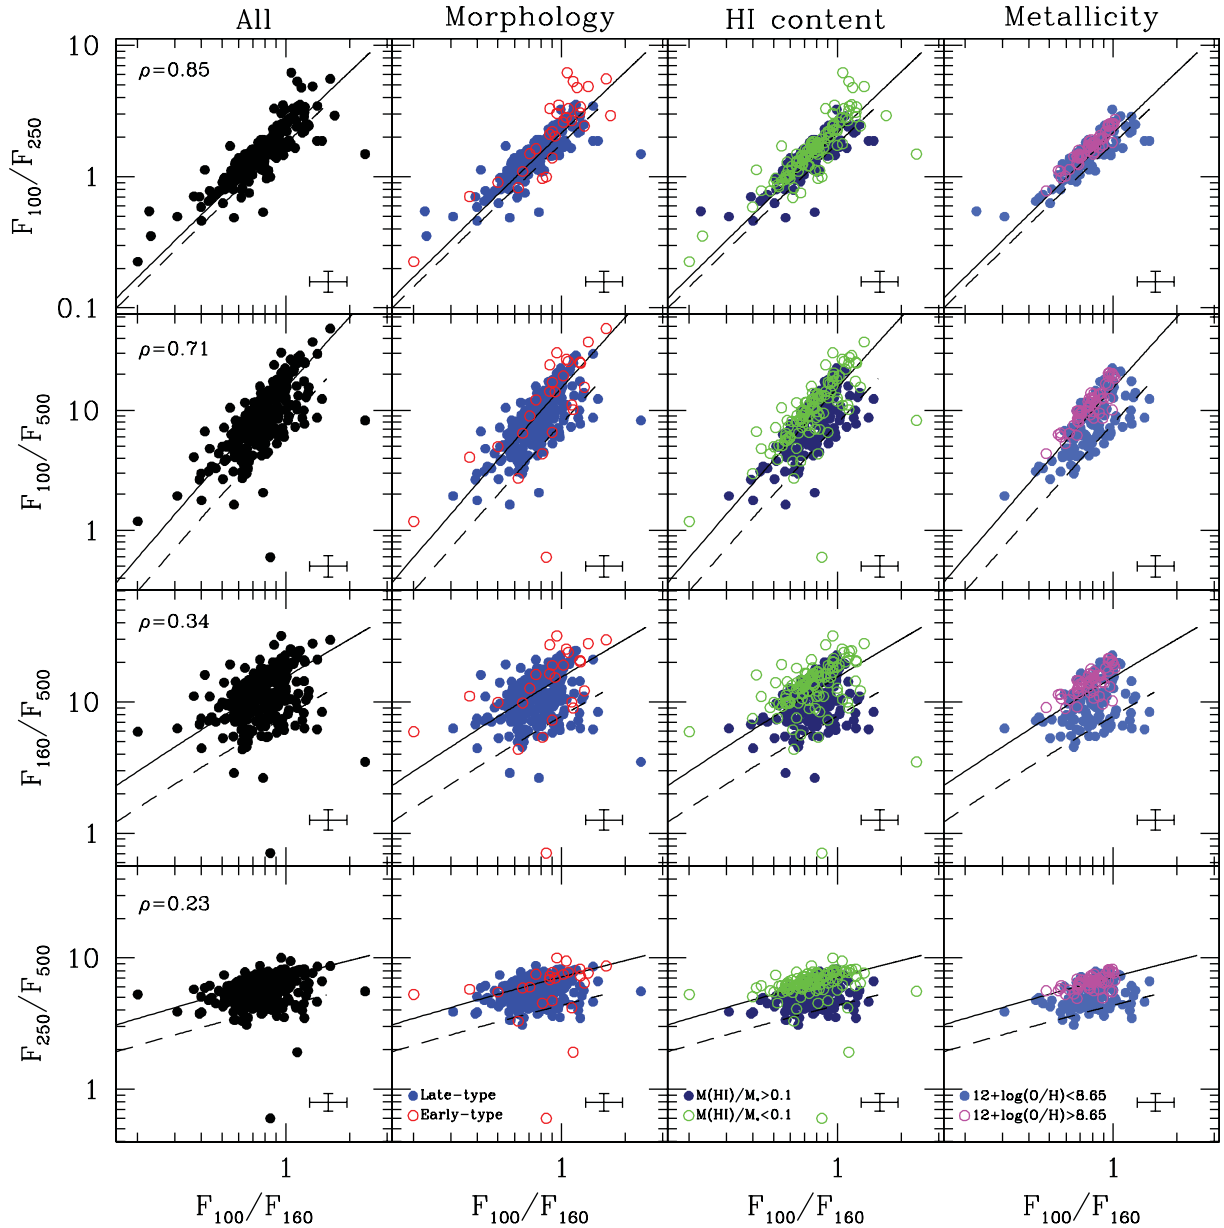 All Morphology HI content Metallicity
10
ρ=0.85
F100/F250
1
0.1
ρ=0.71
F100/F500
10
1
ρ=0.34
F160/F500
10
1
ρ=0.23
F250/F500
10
1
Late-type
Early-type
M(HI)/M*>0.1
M(HI)/M*<0.1
12+log(O/H)<8.65
12+log(O/H)>8.65
1 1 1 1
F100/F160 F100/F160 F100/F160 F100/F160